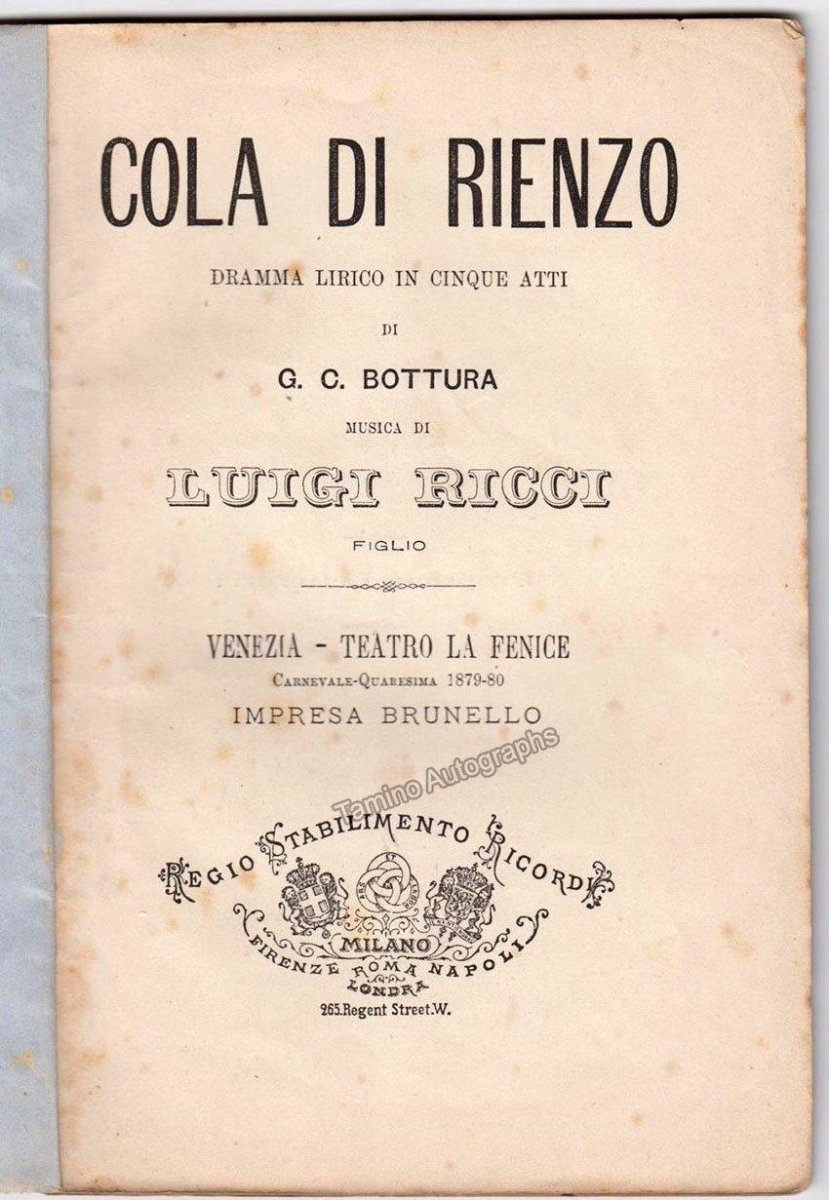 COLA DI RIENZO
DRAMMA LIRICO IN CINQUE ATTI
DI
G. C. BOTTURA
MUSICA DI
LUIGI RICCI
FIGLIO
VENEZIA - TEATRO LA FENICE
CARNEVALE-QUARESIMA 1879-80
IMPRESA BRUNELLO
Tamino Autographs
REGIO STABILIMENTO RICORDI
MILANO
FIRENZE ROMA NAPOLI
LONDRA
265.Regent Street.W.